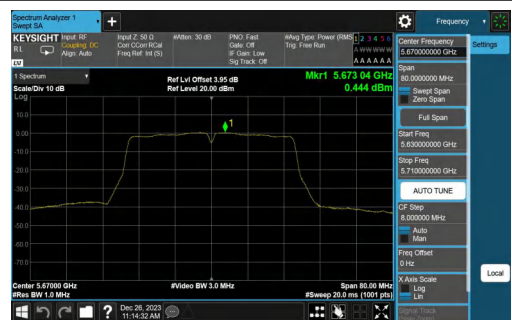 Spectrum Analyzer 1
Swept SA
Frequency
KEYSIGHT
RL
Input: RF
Coupling: DC
Align: Auto
Input Z: 50 Ω
Corr CCorr RCal
Freq Ref: Int (S)
#Atten: 30 dB
PNO: Fast
Gate: Off
IF Gain: Low
Sig Track: Off
#Avg Type: Power (RMS)
Trig: Free Run
1 2 3 4 5 6
A W W W W W
A A A A A A
LXI
1 Spectrum
Scale/Div 10 dB
Ref Lvl Offset 3.95 dB
Ref Level 20.00 dBm
Mkr1 5.673 04 GHz
0.444 dBm
Log
10.0
0.00
-10.0
-20.0
-30.0
-40.0
-50.0
-60.0
-70.0
1
Center 5.67000 GHz
#Res BW 1.0 MHz
#Video BW 3.0 MHz
Span 80.00 MHz
#Sweep 20.0 ms (1001 pts)
Center Frequency
5.670000000 GHz
Settings
Span
80.0000000 MHz
Swept Span
Zero Span
Full Span
Start Freq
5.630000000 GHz
Stop Freq
5.710000000 GHz
AUTO TUNE
CF Step
8.000000 MHz
Auto
Man
Freq Offset
0 Hz
X Axis Scale
Log
Lin
Local
Signal Track
?
Dec 26, 2023
11:14:32 AM